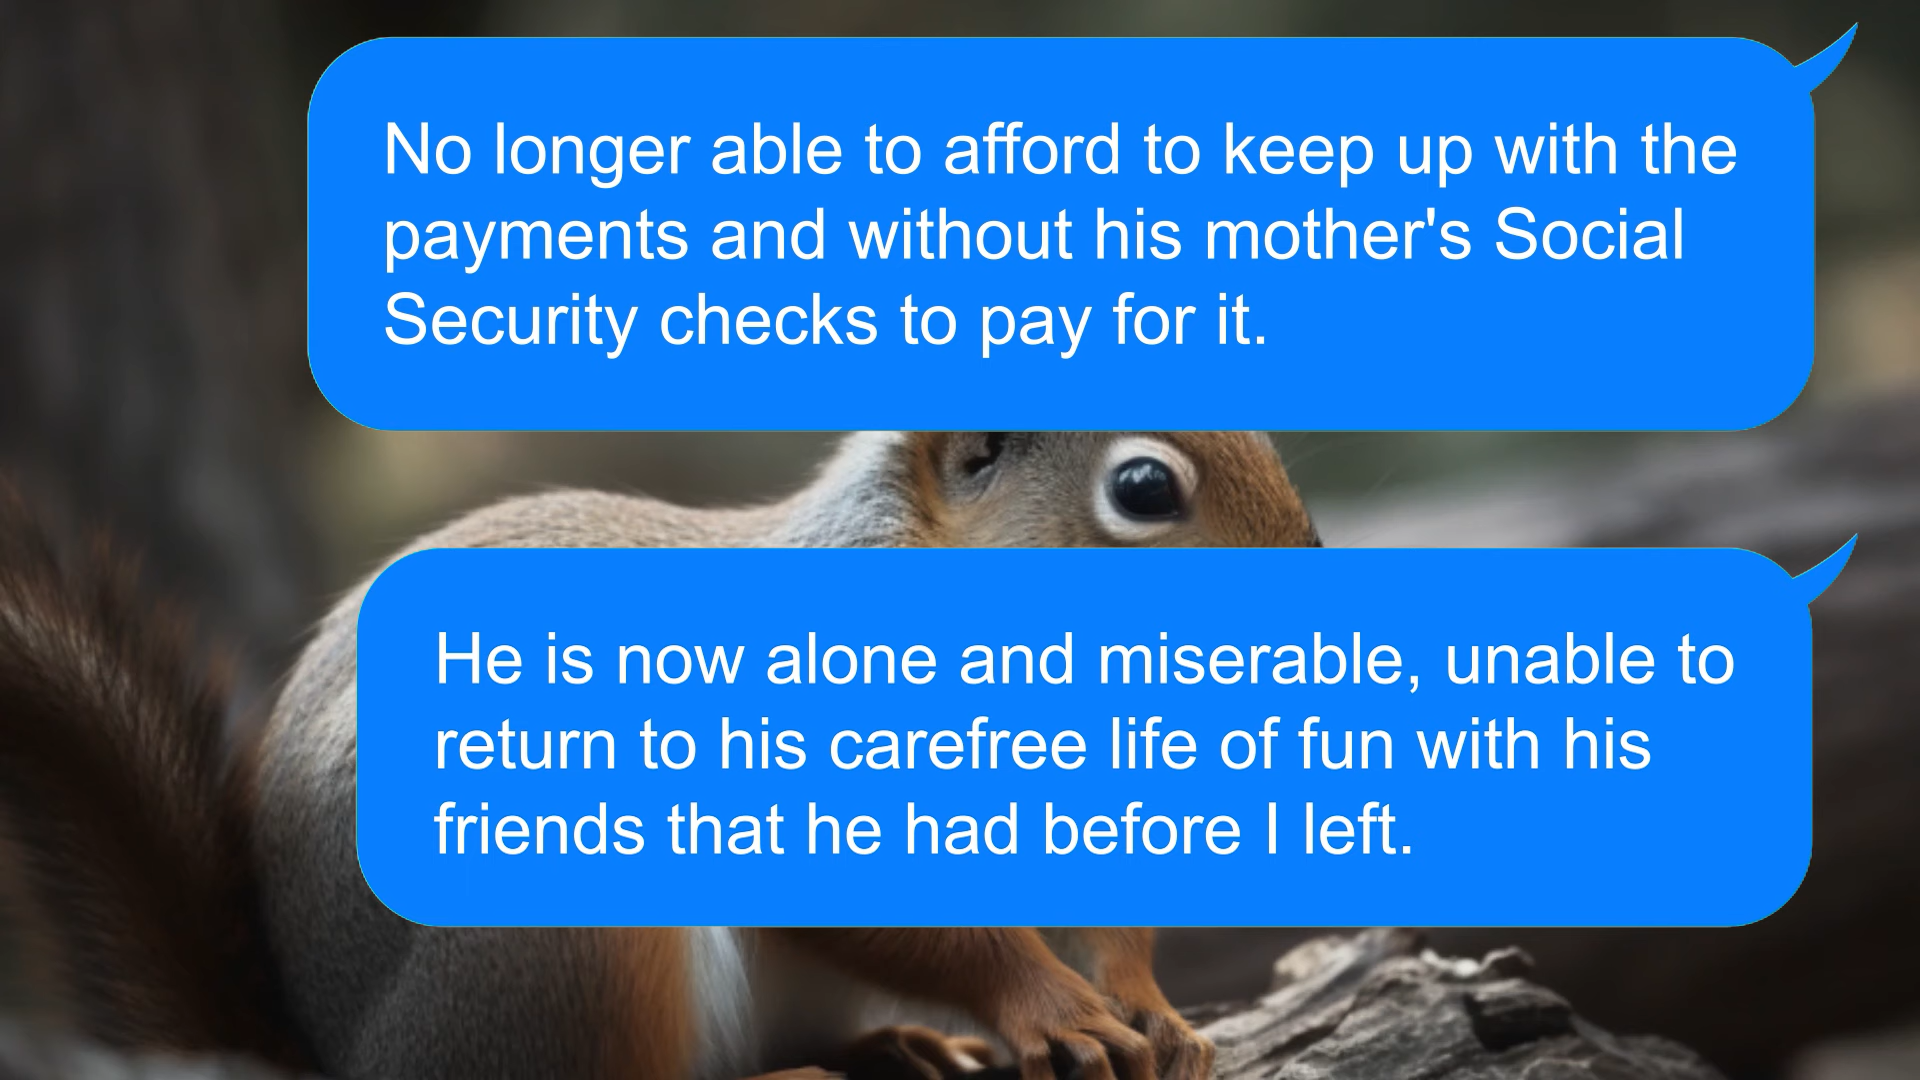 No longer able to afford to keep up with the
payments and without his mother's Social
Security checks to pay for it.
He is now alone and miserable, unable to
return to his carefree life of fun with his
friends that he had before I left.